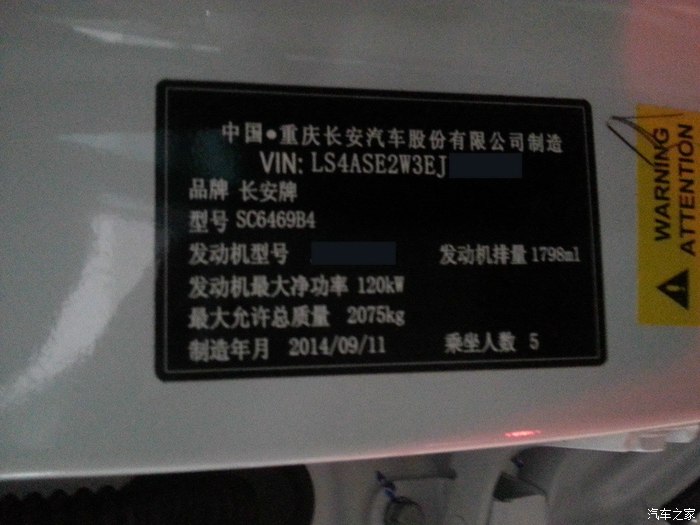 中国●重庆长安汽车股份有限公司制造
VIN: LS4ASE2W3EJ
品牌 长安牌
型号 SC6469B4
发动机型号 发动机排量 1798ml
发动机最大净功率 120kW
最大允许总质量 2075kg
制造年月 2014/09/11 乘坐人数 5
WARNING
ATTENTION
汽车之家